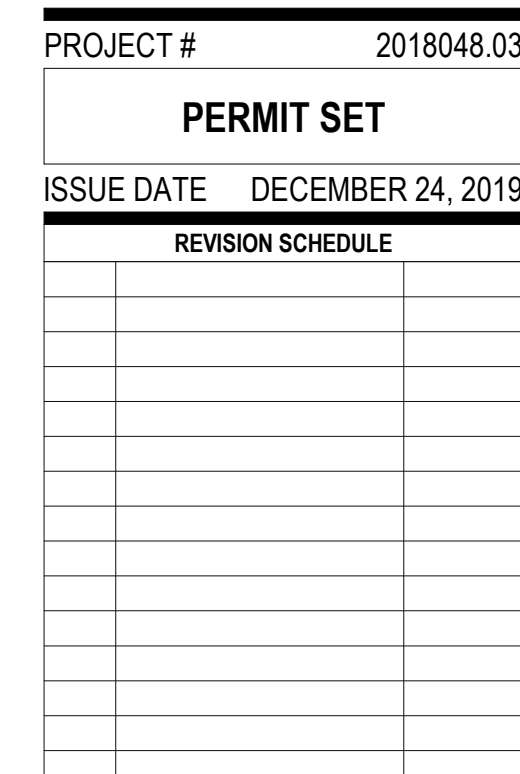 PROJECT # 2018048.03
PERMIT SET
ISSUE DATE DECEMBER 24, 2019
REVISION SCHEDULE